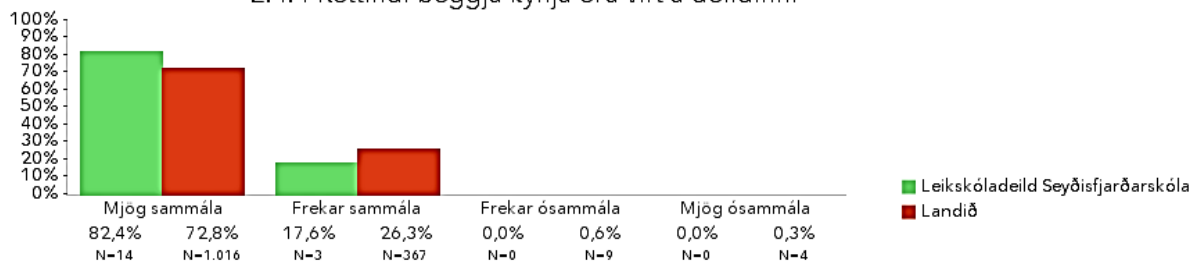 100%
90%
80%
70%
60%
50%
40%
30%
20%
10%
0%
Mjög sammála Frekar sammála Frekar ósammála Mjög ósammála
82,4% 72,8% 17,6% 26,3% 0,0% 0,6% 0,0% 0,3%
N=14 N=1.016 N=3 N=367 N=0 N=9 N=0 N=4
Leikskóladeild Seyðisfjarðarskóla
Landið